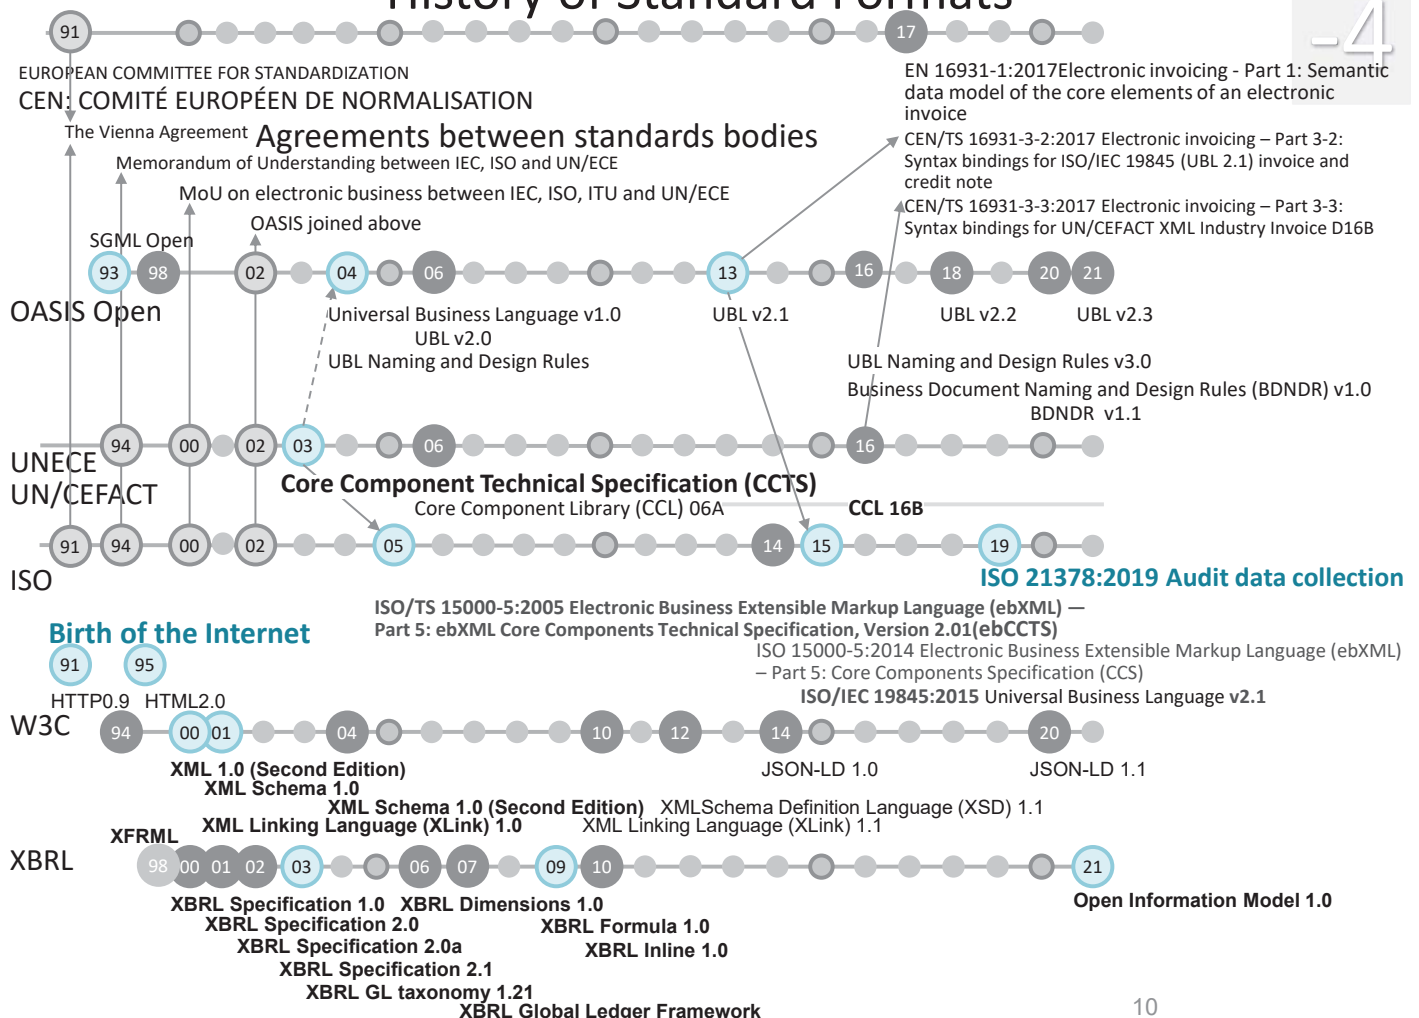 History of Standard Formats
-4
91
17
EUROPEAN COMMITTEE FOR STANDARDIZATION
CEN: COMITÉ EUROPÉEN DE NORMALISATION
EN 16931-1:2017Electronic invoicing - Part 1: Semantic
data model of the core elements of an electronic
invoice
CEN/TS 16931-3-2:2017 Electronic invoicing – Part 3-2:
Syntax bindings for ISO/IEC 19845 (UBL 2.1) invoice and
credit note
CEN/TS 16931-3-3:2017 Electronic invoicing – Part 3-3:
Syntax bindings for UN/CEFACT XML Industry Invoice D16B
The Vienna Agreement
Agreements between standards bodies
Memorandum of Understanding between IEC, ISO and UN/ECE
MoU on electronic business between IEC, ISO, ITU and UN/ECE
OASIS joined above
SGML Open
93 98 02 04 06 13 16 18 20 21
OASIS Open
Universal Business Language v1.0
UBL v2.1
UBL v2.2
UBL v2.3
UBL v2.0
UBL Naming and Design Rules
UBL Naming and Design Rules v3.0
Business Document Naming and Design Rules (BDNDR) v1.0
BDNDR v1.1
94 00 02 03 06 16
UNECE
UN/CEFACT
Core Component Technical Specification (CCTS)
Core Component Library (CCL) 06A
CCL 16B
91 94 00 02 05 14 15 19
ISO
ISO 21378:2019 Audit data collection
ISO/TS 15000-5:2005 Electronic Business Extensible Markup Language (ebXML) —
Part 5: ebXML Core Components Technical Specification, Version 2.01(ebCCTS)
ISO 15000-5:2014 Electronic Business Extensible Markup Language (ebXML)
– Part 5: Core Components Specification (CCS)
ISO/IEC 19845:2015 Universal Business Language v2.1
Birth of the Internet
91 95
HTTP0.9 HTML2.0
W3C
94 00 01 04 10 12 14 20
XML 1.0 (Second Edition)
JSON-LD 1.0
JSON-LD 1.1
XML Schema 1.0
XML Schema 1.0 (Second Edition)
XMLSchema Definition Language (XSD) 1.1
XML Linking Language (XLink) 1.0
XML Linking Language (XLink) 1.1
XFRML
XBRL
98 00 01 02 03 06 07 09 10 21
XBRL Specification 1.0
XBRL Dimensions 1.0
Open Information Model 1.0
XBRL Specification 2.0
XBRL Formula 1.0
XBRL Specification 2.0a
XBRL Inline 1.0
XBRL Specification 2.1
XBRL GL taxonomy 1.21
XBRL Global Ledger Framework
10